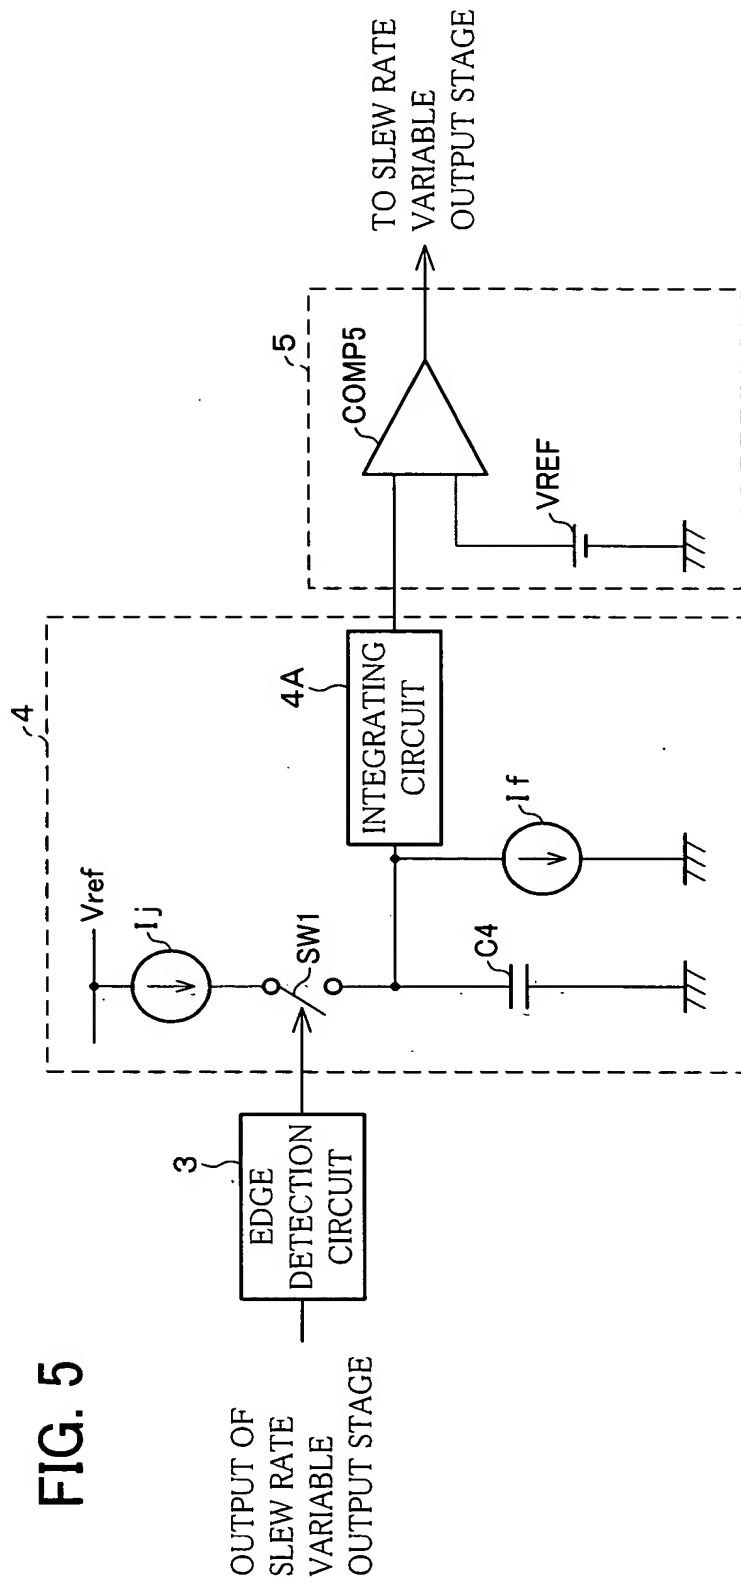 FIG. 5
OUTPUT OF
SLEW RATE
VARIABLE
OUTPUT STAGE
3
EDGE
DETECTION
CIRCUIT
4
Vref
Ij
SW1
C4
If
4A
INTEGRATING
CIRCUIT
5
COMP5
VREF
TO SLEW RATE
VARIABLE
OUTPUT STAGE